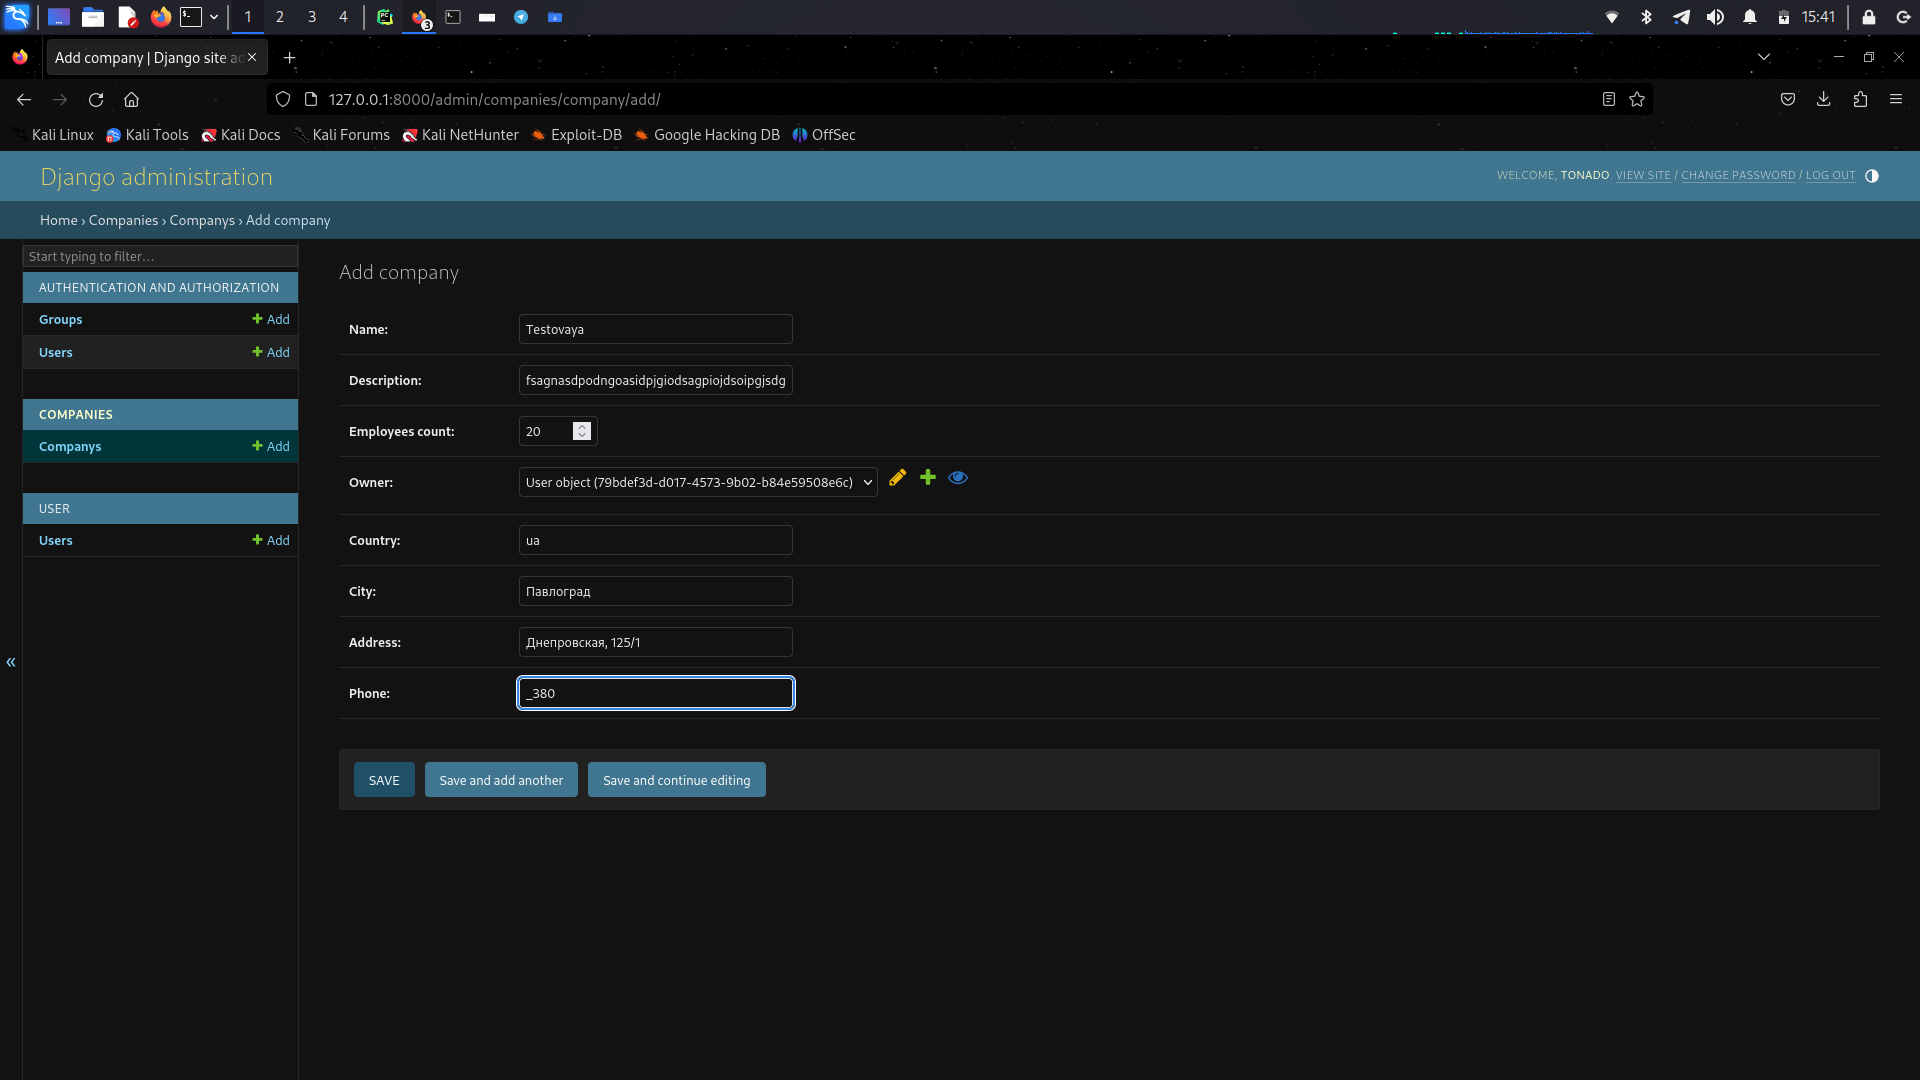 1 2 3 4 3 15:41
Add company | Django site ad
127.0.0.1:8000/admin/companies/company/add/
Kali Linux Kali Tools Kali Docs Kali Forums Kali NetHunter Exploit-DB Google Hacking DB OffSec
Django administration
WELCOME, TONADO. VIEW SITE / CHANGE PASSWORD / LOG OUT
Home › Companies › Companys › Add company
Start typing to filter…
AUTHENTICATION AND AUTHORIZATION
Groups + Add
Users + Add
COMPANIES
Companys + Add
USER
Users + Add
«
Add company
Name: Testovaya
Description: fsagnasdpodngoasidpjgiodsagpiojdsoipgjsdg
Employees count: 20
Owner: User object (79bdef3d-d017-4573-9b02-b84e59508e6c)
Country: ua
City: Павлоград
Address: Днепровская, 125/1
Phone: _380
SAVE Save and add another Save and continue editing